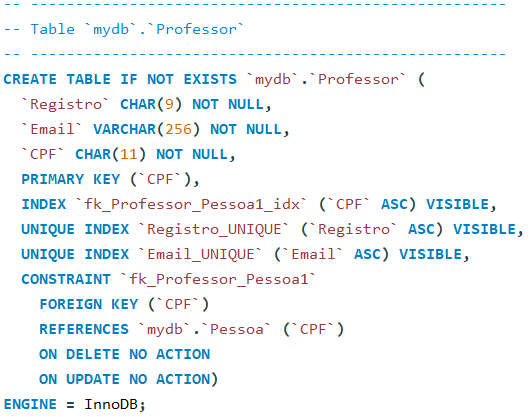 -- -----------------------------------------------------
-- Table `mydb`.`Professor`
-- -----------------------------------------------------
CREATE TABLE IF NOT EXISTS `mydb`.`Professor` (
  `Registro` CHAR(9) NOT NULL,
  `Email` VARCHAR(256) NOT NULL,
  `CPF` CHAR(11) NOT NULL,
  PRIMARY KEY (`CPF`),
  INDEX `fk_Professor_Pessoa1_idx` (`CPF` ASC) VISIBLE,
  UNIQUE INDEX `Registro_UNIQUE` (`Registro` ASC) VISIBLE,
  UNIQUE INDEX `Email_UNIQUE` (`Email` ASC) VISIBLE,
  CONSTRAINT `fk_Professor_Pessoa1`
    FOREIGN KEY (`CPF`)
    REFERENCES `mydb`.`Pessoa` (`CPF`)
    ON DELETE NO ACTION
    ON UPDATE NO ACTION)
ENGINE = InnoDB;